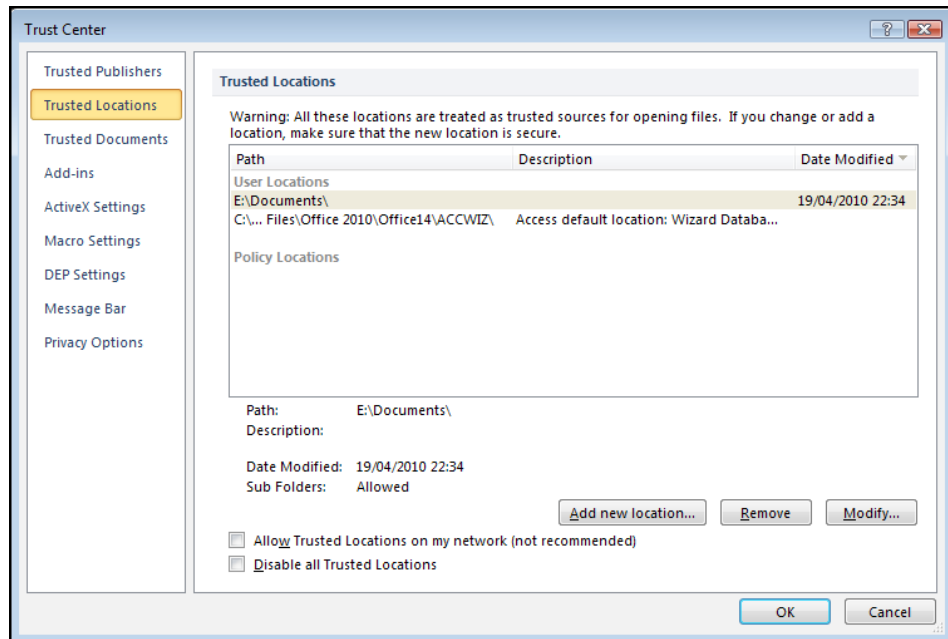 Trust Center
Trusted Publishers
Trusted Locations
Trusted Documents
Add-ins
ActiveX Settings
Macro Settings
DEP Settings
Message Bar
Privacy Options
Trusted Locations
Warning: All these locations are treated as trusted sources for opening files. If you change or add a
location, make sure that the new location is secure.
Path Description Date Modified
User Locations
E:\Documents\ 19/04/2010 22:34
C:\... Files\Office 2010\Office14\ACCWIZ\ Access default location: Wizard Databa...
Policy Locations
Path: E:\Documents\
Description:
Date Modified: 19/04/2010 22:34
Sub Folders: Allowed
Add new location... Remove Modify...
Allow Trusted Locations on my network (not recommended)
Disable all Trusted Locations
OK Cancel